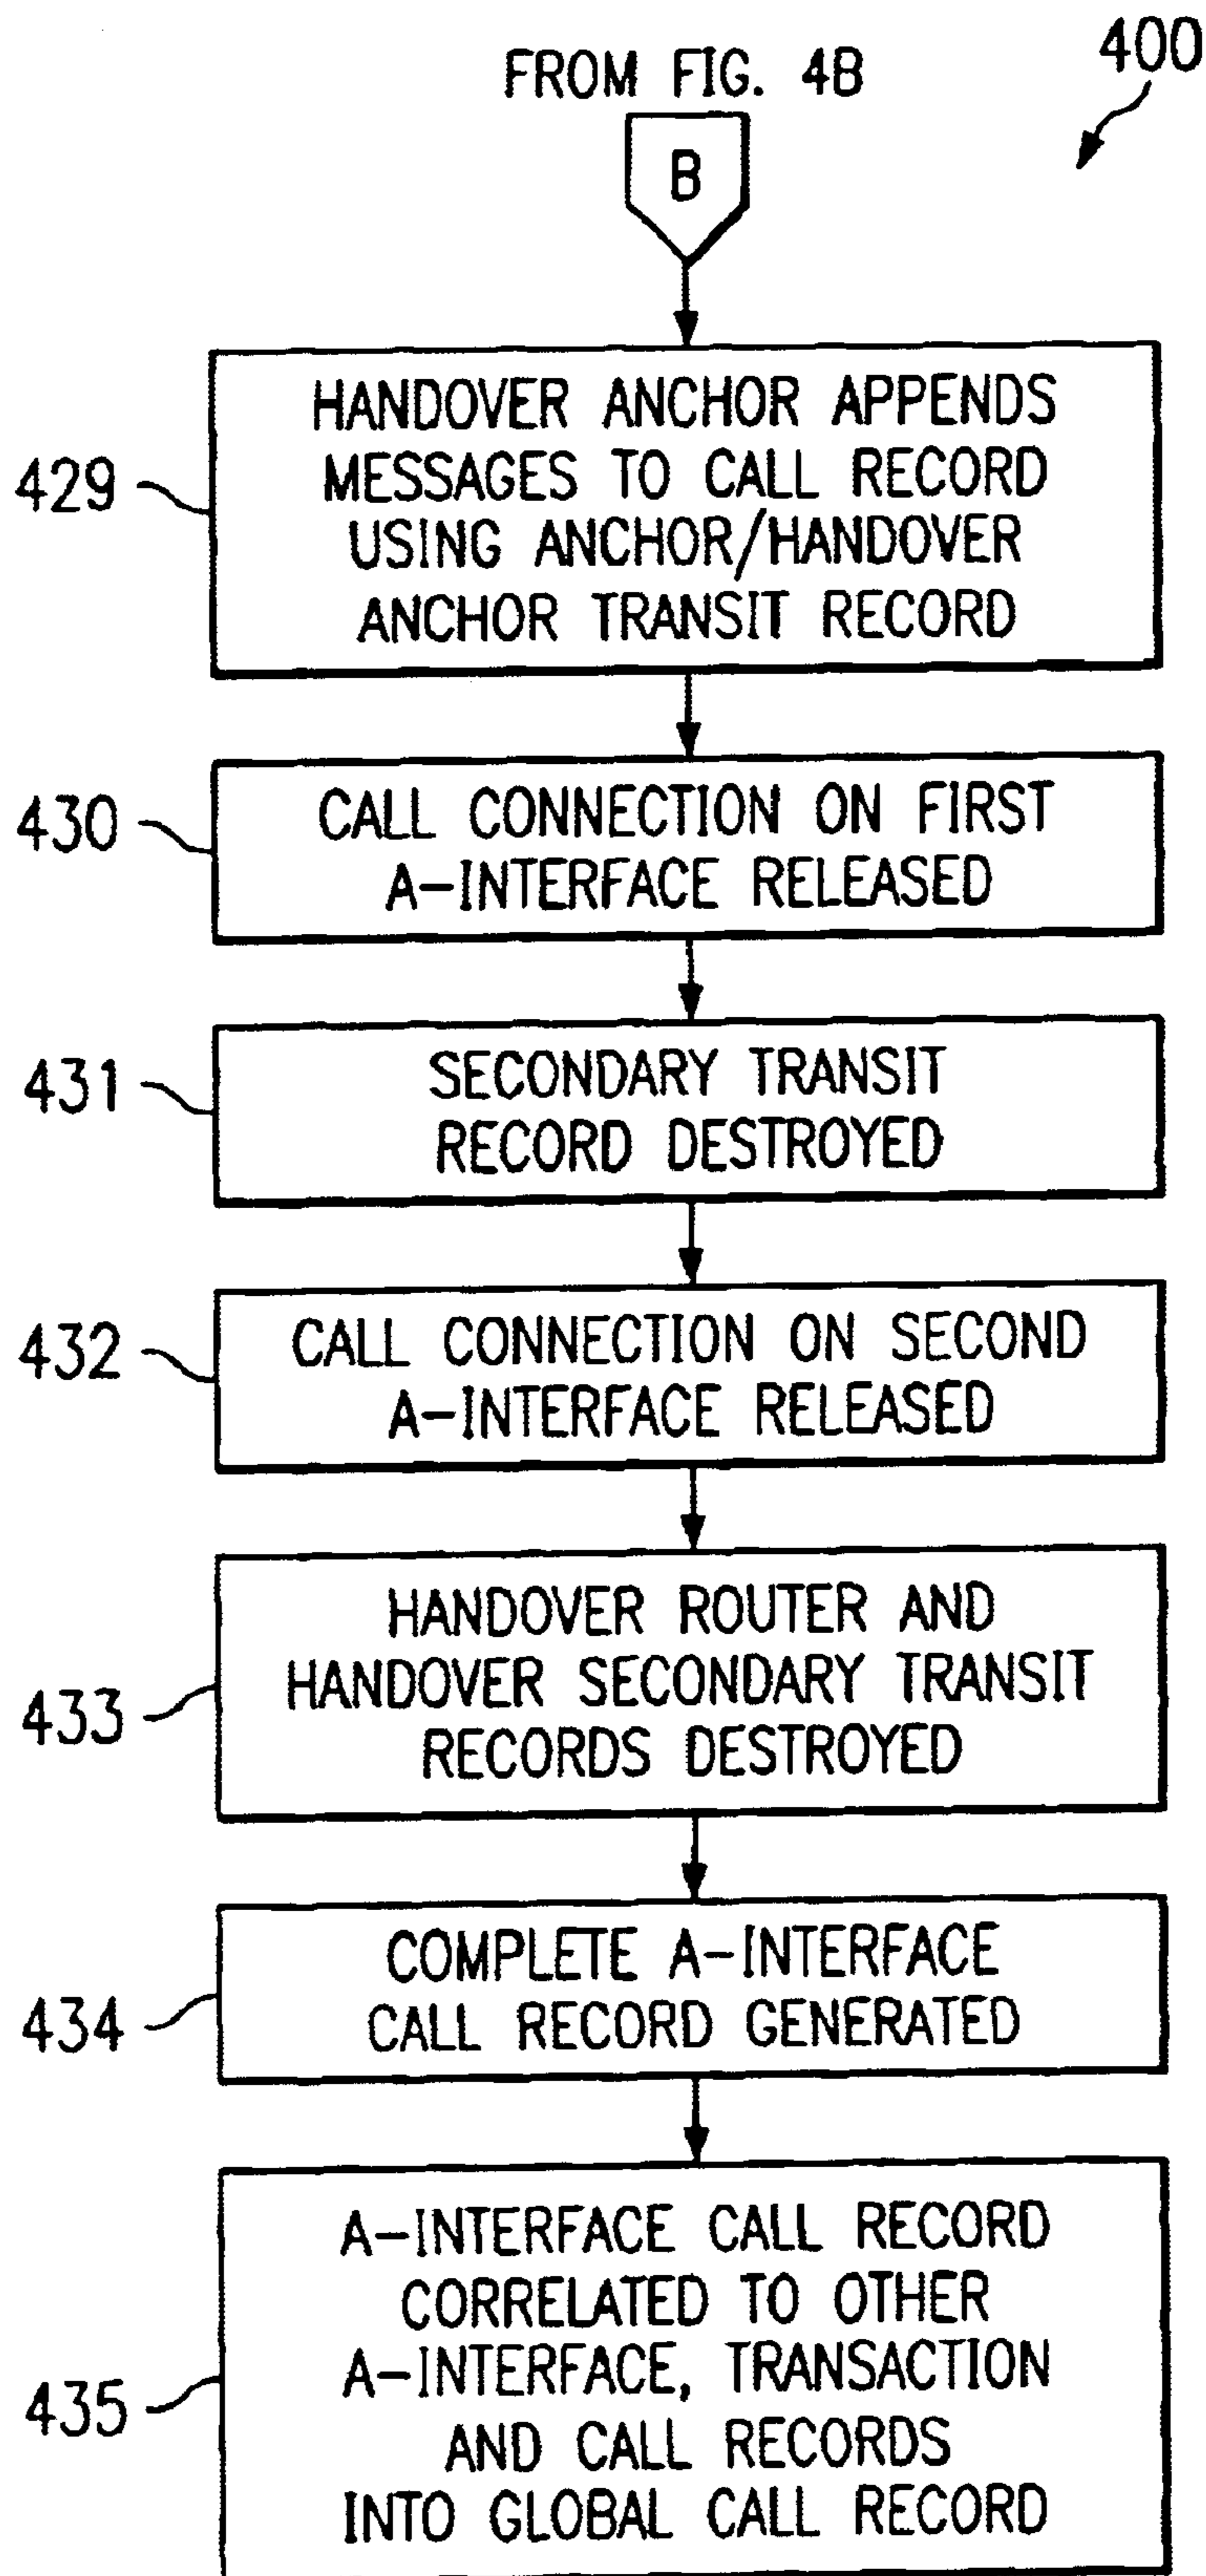 FROM FIG. 4B
400
B
HANDOVER ANCHOR APPENDS
MESSAGES TO CALL RECORD
USING ANCHOR/HANDOVER
ANCHOR TRANSIT RECORD
429
CALL CONNECTION ON FIRST
A-INTERFACE RELEASED
430
SECONDARY TRANSIT
RECORD DESTROYED
431
CALL CONNECTION ON SECOND
A-INTERFACE RELEASED
432
HANDOVER ROUTER AND
HANDOVER SECONDARY TRANSIT
RECORDS DESTROYED
433
COMPLETE A-INTERFACE
CALL RECORD GENERATED
434
A-INTERFACE CALL RECORD
CORRELATED TO OTHER
A-INTERFACE, TRANSACTION
AND CALL RECORDS
INTO GLOBAL CALL RECORD
435